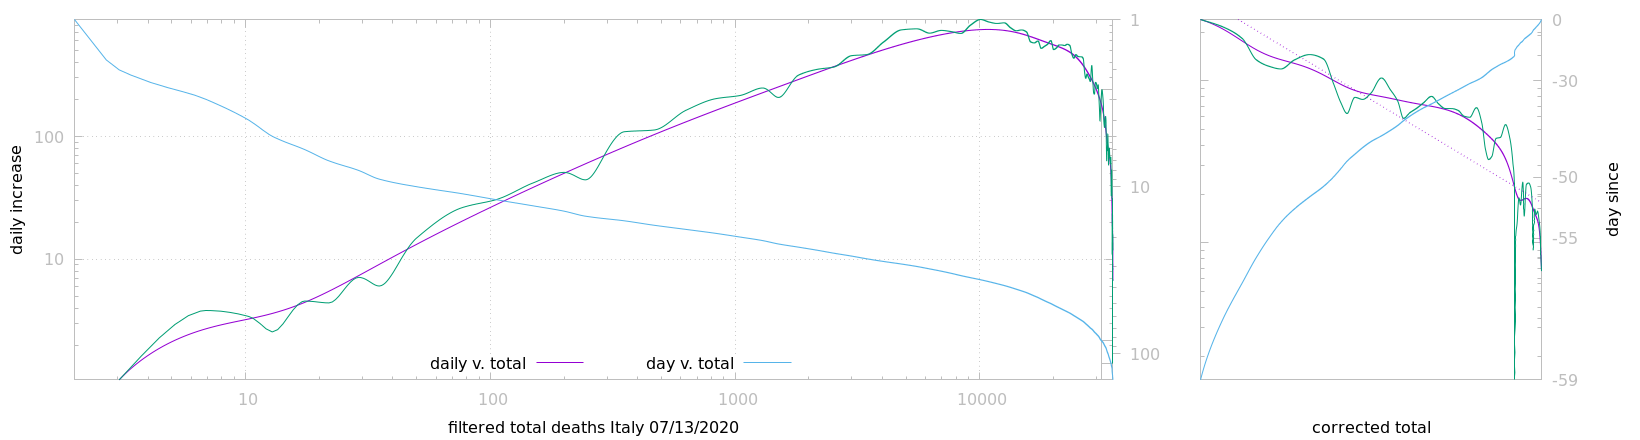 1
0
100
10
daily increase
10
100
-30
-50
-55
-59
day since
daily v. total
day v. total
10
100
1000
10000
filtered total deaths Italy 07/13/2020
corrected total